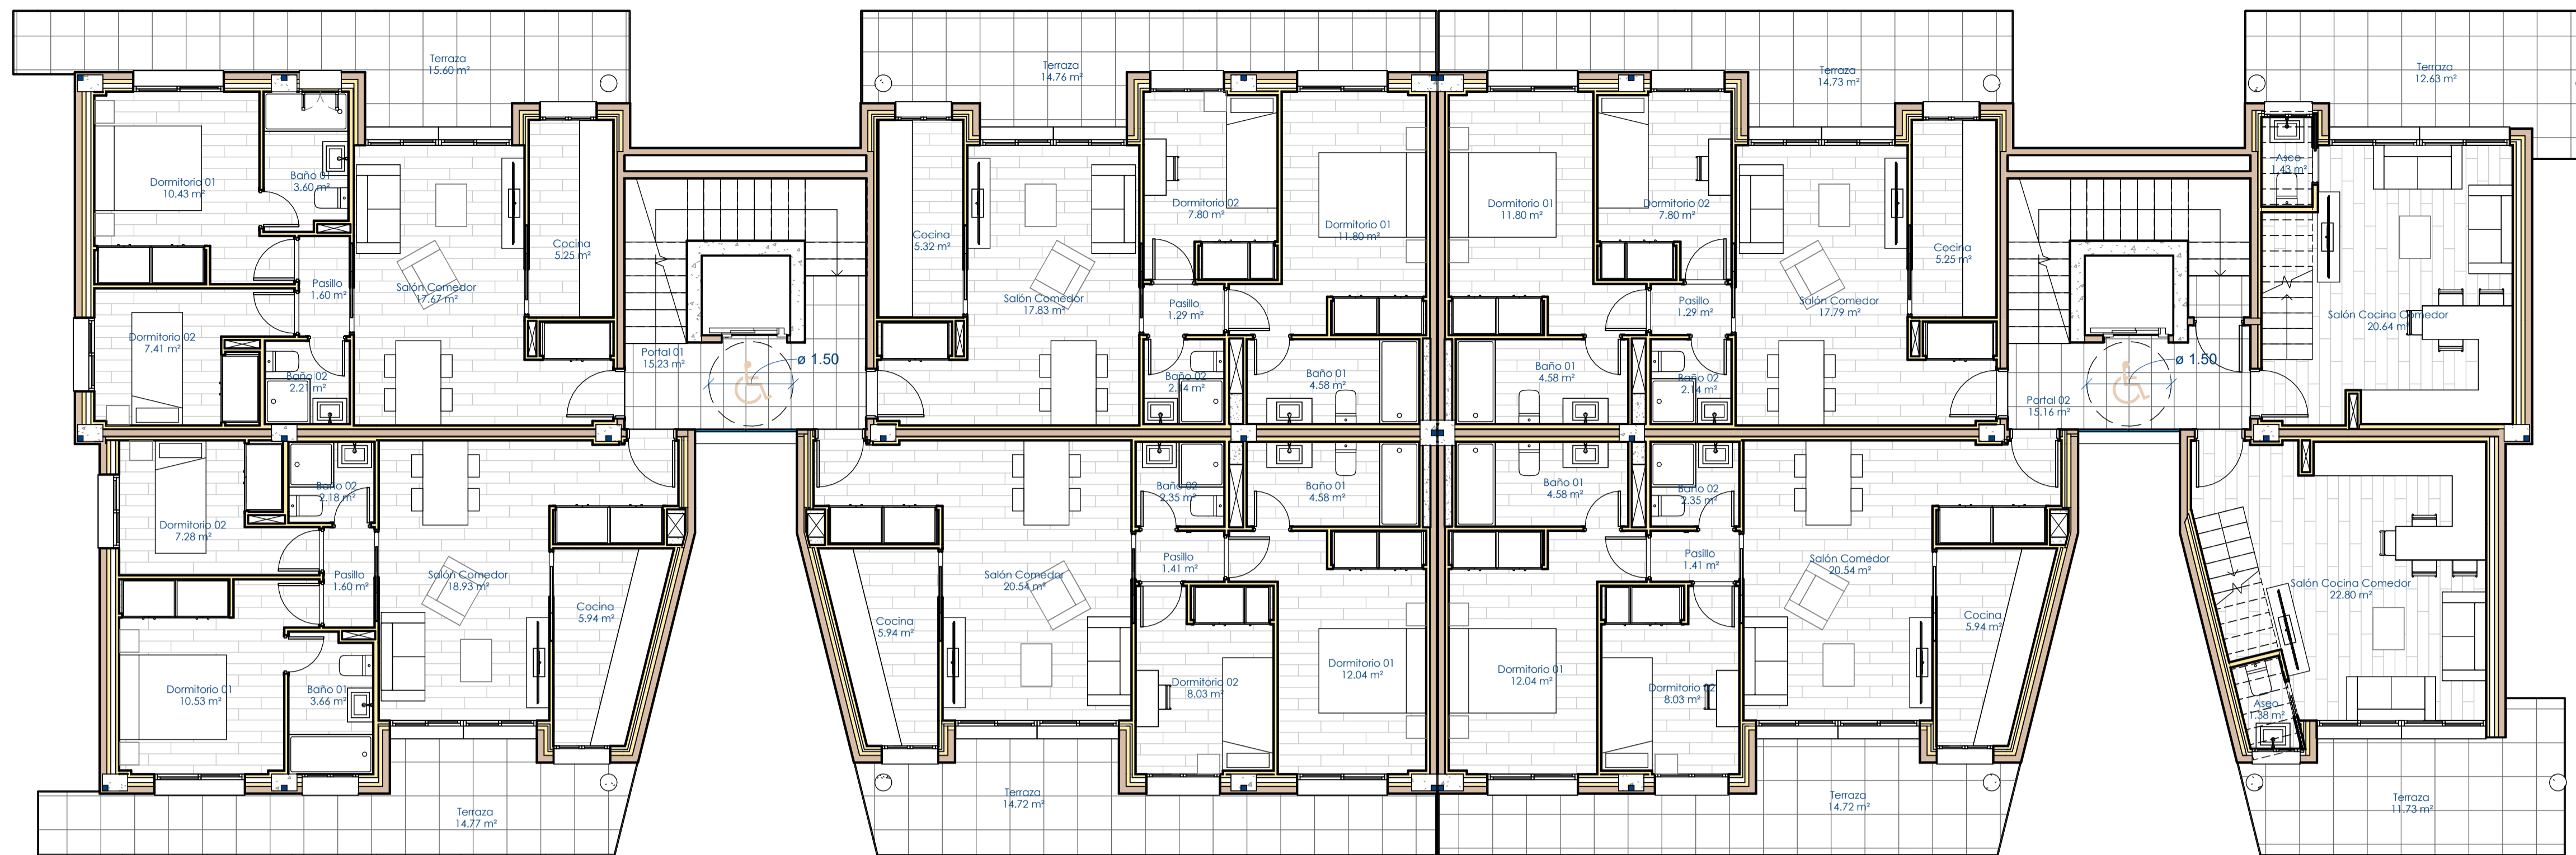 Terraza
15.60 m²
Terraza
14.76 m²
Terraza
14.73 m²
Terraza
12.63 m²
Dormitorio 01
10.43 m²
Baño 01
3.60 m²
Cocina
5.25 m²
Pasillo
1.60 m²
Salón Comedor
17.67 m²
Dormitorio 02
7.41 m²
Baño 02
2.21 m²
Portal 01
15.23 m²
ø 1.50
Cocina
5.32 m²
Salón Comedor
17.83 m²
Dormitorio 02
7.80 m²
Dormitorio 01
11.80 m²
Pasillo
1.29 m²
Baño 02
2.14 m²
Baño 01
4.58 m²
Dormitorio 01
11.80 m²
Dormitorio 02
7.80 m²
Pasillo
1.29 m²
Salón Comedor
17.79 m²
Cocina
5.25 m²
Baño 01
4.58 m²
Baño 02
2.14 m²
Portal 02
15.16 m²
ø 1.50
Aseo
1.43 m²
Salón Cocina Comedor
20.64 m²
Dormitorio 02
7.28 m²
Baño 02
2.18 m²
Pasillo
1.60 m²
Salón Comedor
18.93 m²
Cocina
5.94 m²
Dormitorio 01
10.53 m²
Baño 01
3.66 m²
Terraza
14.77 m²
Cocina
5.94 m²
Salón Comedor
20.54 m²
Baño 02
2.35 m²
Baño 01
4.58 m²
Pasillo
1.41 m²
Dormitorio 02
8.03 m²
Dormitorio 01
12.04 m²
Terraza
14.72 m²
Baño 01
4.58 m²
Baño 02
2.35 m²
Pasillo
1.41 m²
Salón Comedor
20.54 m²
Cocina
5.94 m²
Dormitorio 01
12.04 m²
Dormitorio 02
8.03 m²
Terraza
14.72 m²
Salón Cocina Comedor
22.80 m²
Aseo
1.38 m²
Terraza
11.73 m²